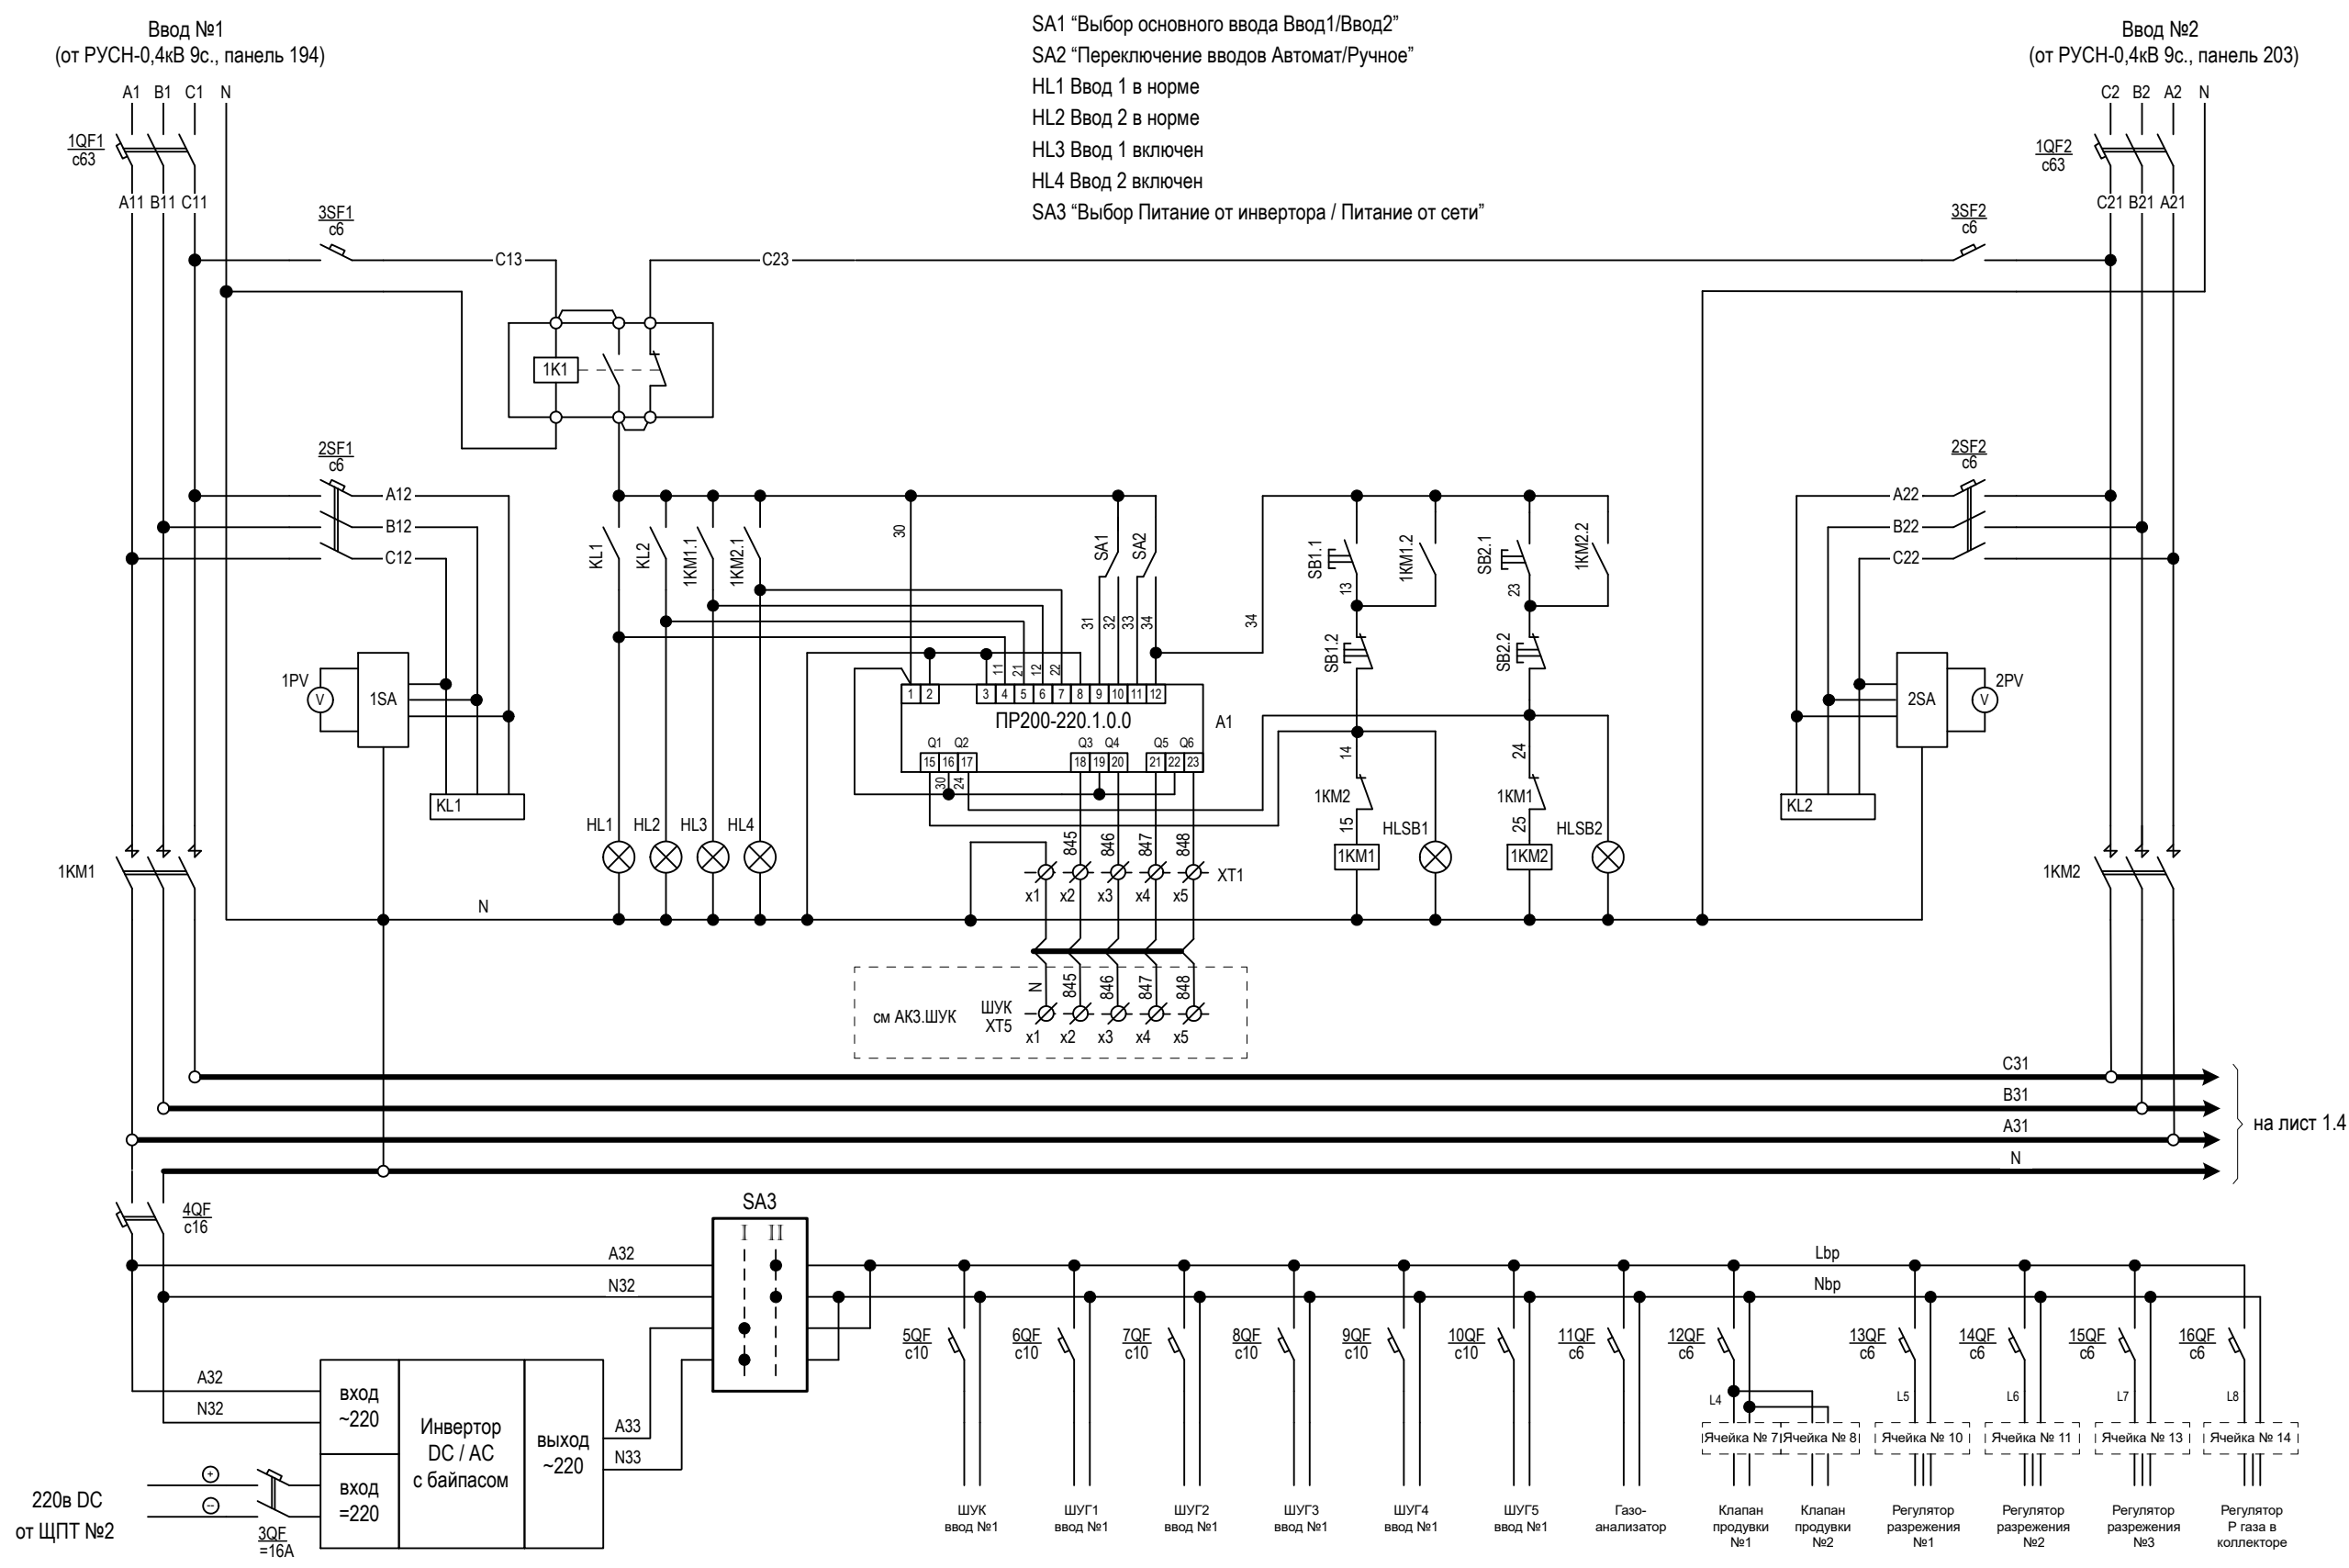 Ввод №1
(от РУСН-0,4кВ 9с., панель 194)
SA1 “Выбор основного ввода Ввод1/Ввод2”
SA2 “Переключение вводов Автомат/Ручное”
HL1 Ввод 1 в норме
HL2 Ввод 2 в норме
HL3 Ввод 1 включен
HL4 Ввод 2 включен
SA3 “Выбор Питание от инвертора / Питание от сети”
Ввод №2
(от РУСН-0,4кВ 9с., панель 203)
A1 B1 C1 N
C2 B2 A2 N
1QF1
c63
1QF2
c63
A11 B11 C11
C21 B21 A21
3SF1
c6
3SF2
c6
C13
C23
1K1
2SF1
c6
2SF2
c6
A12
B12
C12
A22
B22
C22
30
KL1
KL2
1KM1.1
1KM2.1
SA1
SA2
31
32
33
34
34
SB1.1
13
1KM1.2
SB2.1
23
1KM2.2
SB1.2
SB2.2
11
21
12
22
1 2 3 4 5 6 7 8 9 10 11 12
ПР200-220.1.0.0
A1
Q1 Q2 Q3 Q4 Q5 Q6
15 16 17 18 19 20 21 22 23
30
24
1PV
V
1SA
2SA
V
2PV
KL1
KL2
14
24
1KM2
1KM1
15
25
HL1
HL2
HL3
HL4
845
846
847
848
1KM1
HLSB1
1KM2
HLSB2
1KM1
1KM2
XT1
x1 x2 x3 x4 x5
N
N
845
846
847
848
см АК3.ШУК
ШУК
XT5
x1 x2 x3 x4 x5
C31
B31
A31
N
на лист 1.4
4QF
c16
SA3
I II
A32
N32
Lbp
Nbp
5QF
c10
6QF
c10
7QF
c10
8QF
c10
9QF
c10
10QF
c10
11QF
c6
12QF
c6
13QF
c6
14QF
c6
15QF
c6
16QF
c6
A32
N32
вход
~220
Инвертор
DC / AC
с байпасом
выход
~220
A33
N33
вход
=220
L4
L5
L6
L7
L8
Ячейка № 7
Ячейка № 8
Ячейка № 10
Ячейка № 11
Ячейка № 13
Ячейка № 14
+
–
220в DC
от ЩПТ №2
3QF
=16А
ШУК
ввод №1
ШУГ1
ввод №1
ШУГ2
ввод №1
ШУГ3
ввод №1
ШУГ4
ввод №1
ШУГ5
ввод №1
Газо-
анализатор
Клапан
продувки
№1
Клапан
продувки
№2
Регулятор
разрежения
№1
Регулятор
разрежения
№2
Регулятор
разрежения
№3
Регулятор
Р газа в
коллекторе